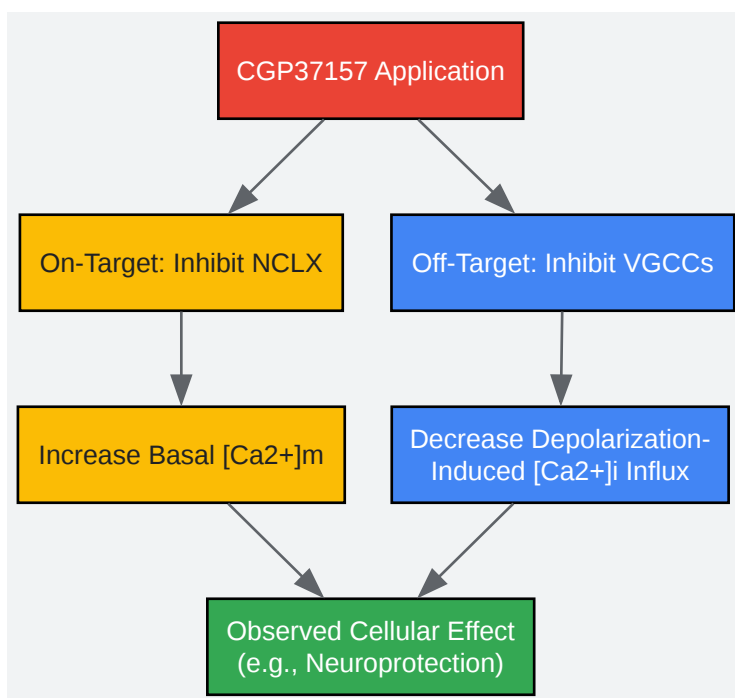 CGP37157 Application
On-Target: Inhibit NCLX
Off-Target: Inhibit VGCCs
Increase Basal [Ca2+]m
Decrease Depolarization-
Induced [Ca2+]i Influx
Observed Cellular Effect
(e.g., Neuroprotection)